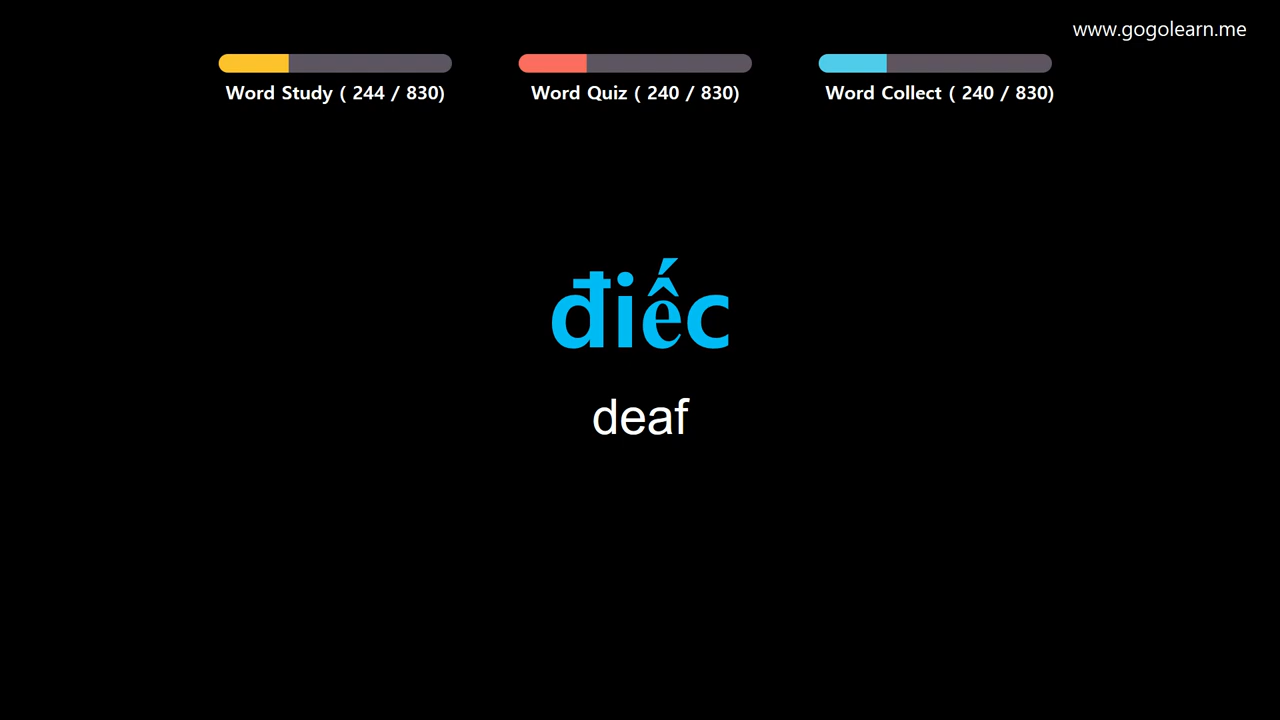 www.gogolearn.me
Word Study ( 244 / 830)
Word Quiz ( 240 / 830)
Word Collect ( 240 / 830)
điếc
deaf